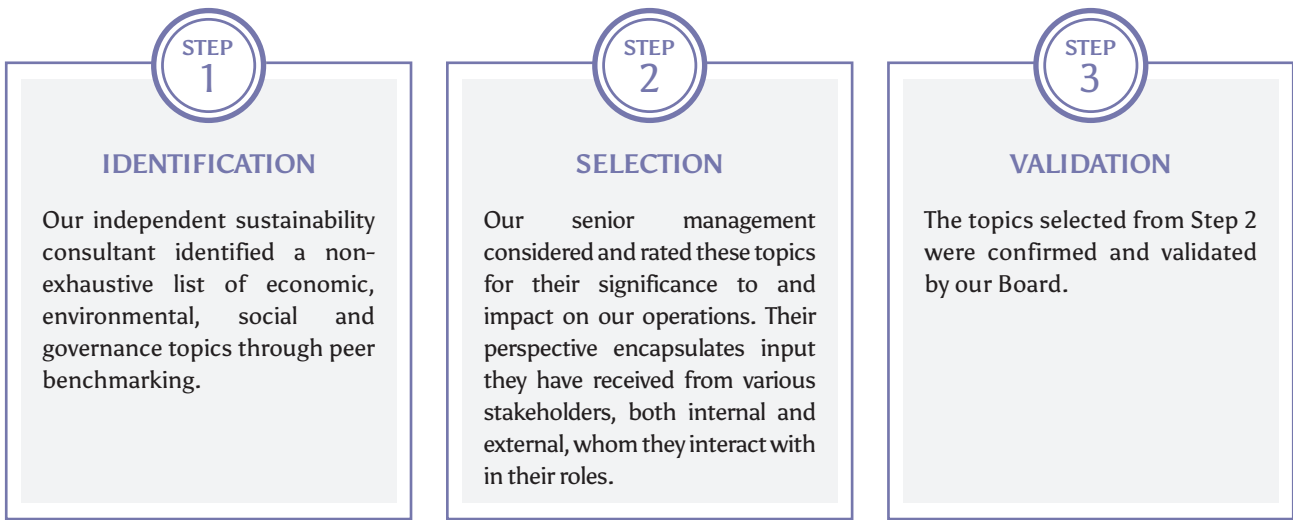 STEP
1
IDENTIFICATION
Our independent sustainability
consultant identified a non-
exhaustive list of economic,
environmental, social and
governance topics through peer
benchmarking.
STEP
2
SELECTION
Our senior management
considered and rated these topics
for their significance to and
impact on our operations. Their
perspective encapsulates input
they have received from various
stakeholders, both internal and
external, whom they interact with
in their roles.
STEP
3
VALIDATION
The topics selected from Step 2
were confirmed and validated
by our Board.